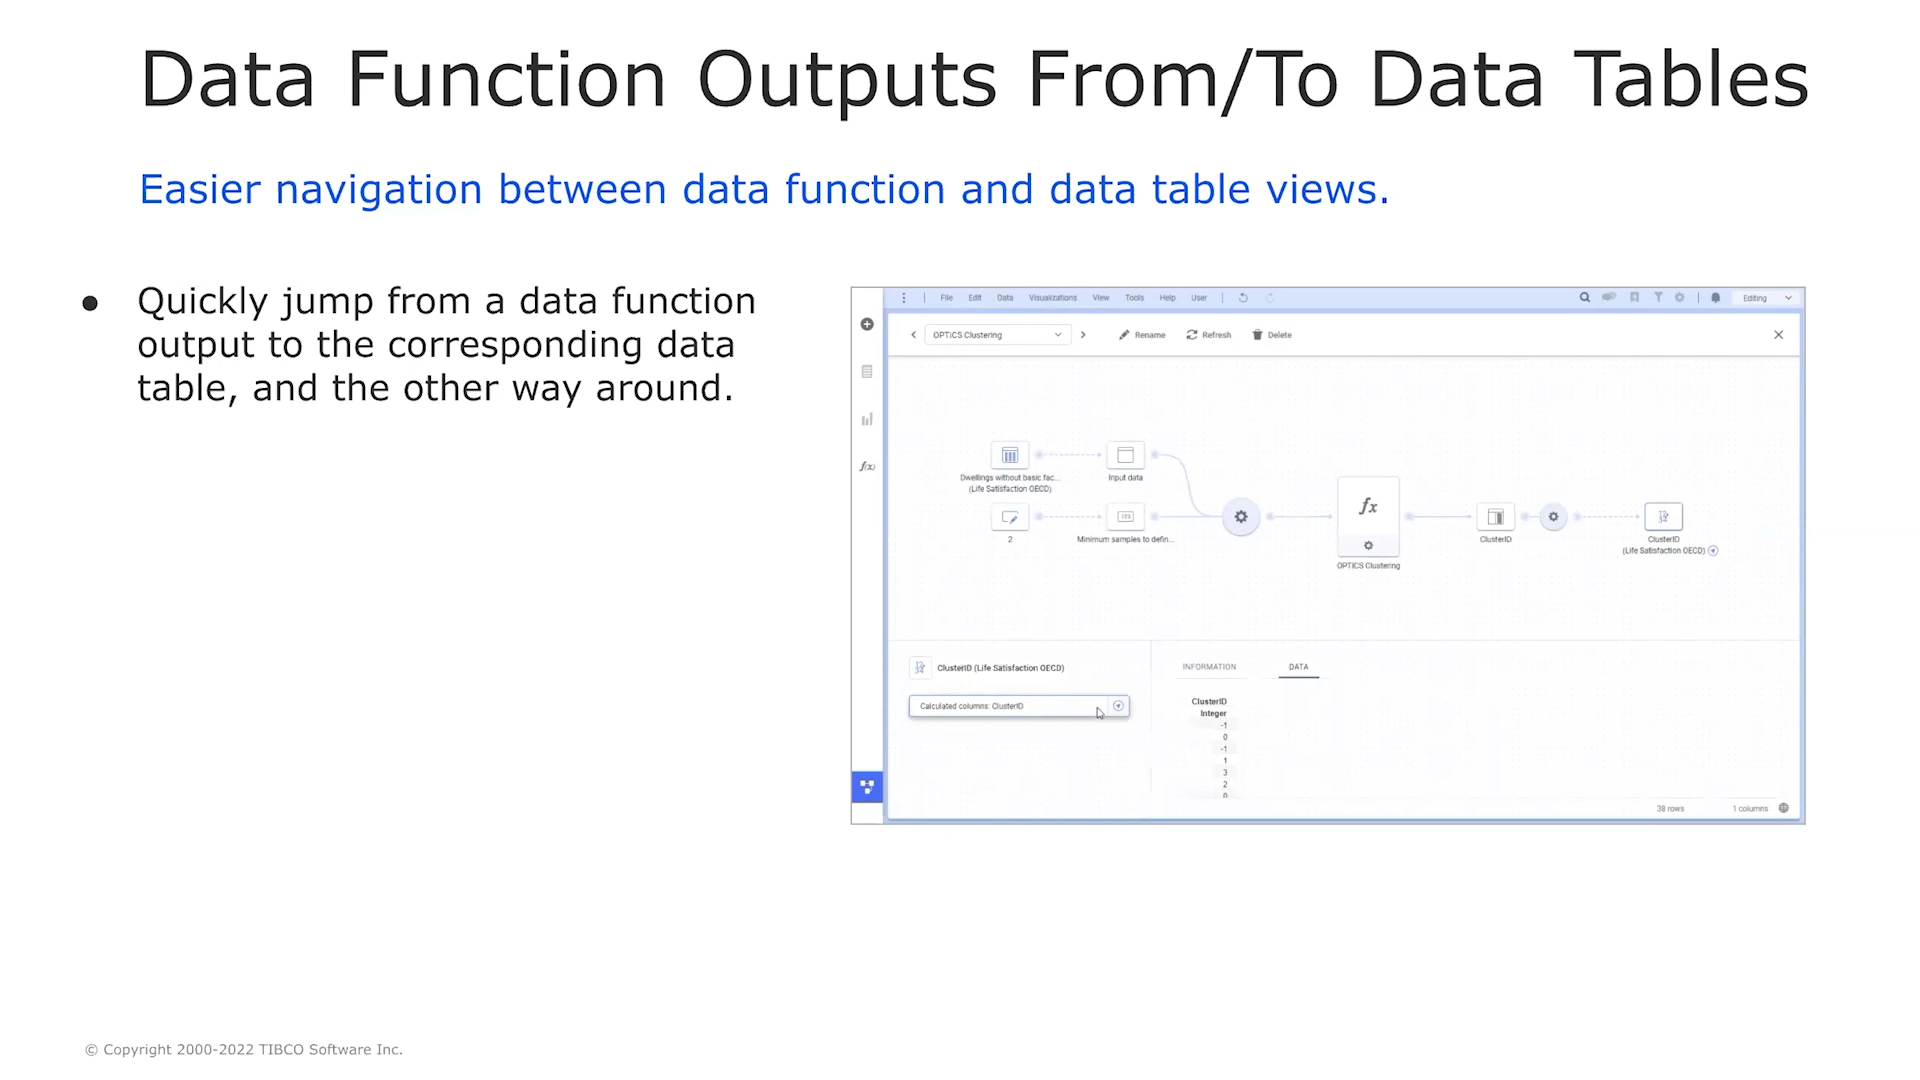 Data Function Outputs From/To Data Tables
Easier navigation between data function and data table views.
● Quickly jump from a data function
output to the corresponding data
table, and the other way around.
File Edit Data Visualizations View Tools Help User Editing
OPTICS Clustering Rename Refresh Delete
f(x)
Dwellings without basic fac...
(Life Satisfaction OECD)
Input data
2
Minimum samples to defin...
fx
OPTICS Clustering
ClusterID
ClusterID
(Life Satisfaction OECD)
ClusterID (Life Satisfaction OECD)
Calculated columns: ClusterID
INFORMATION DATA
ClusterID
Integer
-1
0
-1
1
3
2
0
38 rows 1 columns
© Copyright 2000-2022 TIBCO Software Inc.